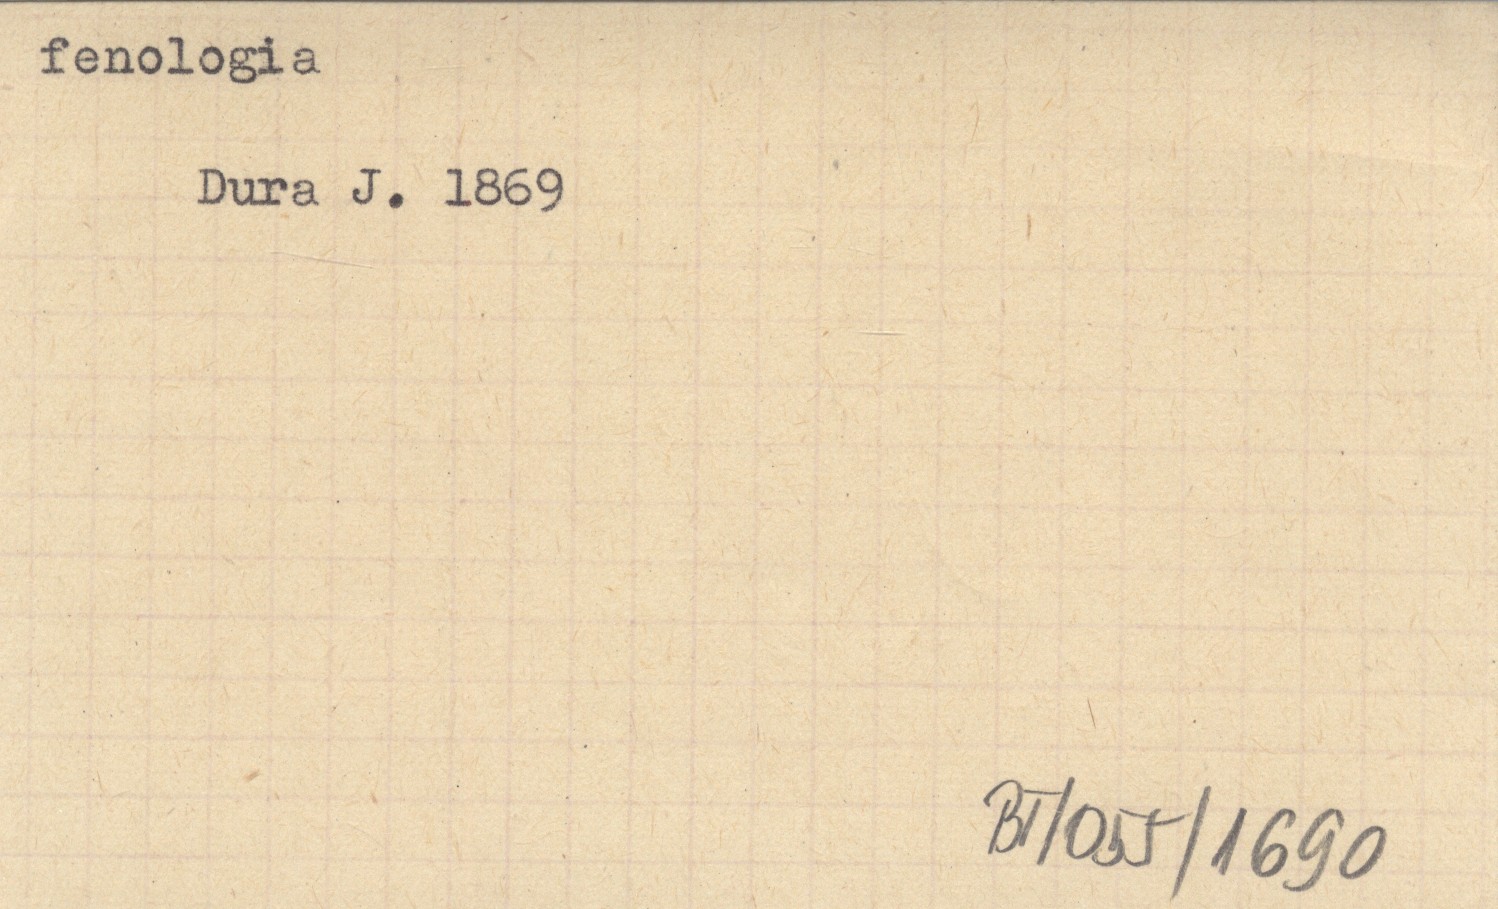 fenologia
Dura J. 1869
BT/055/1690